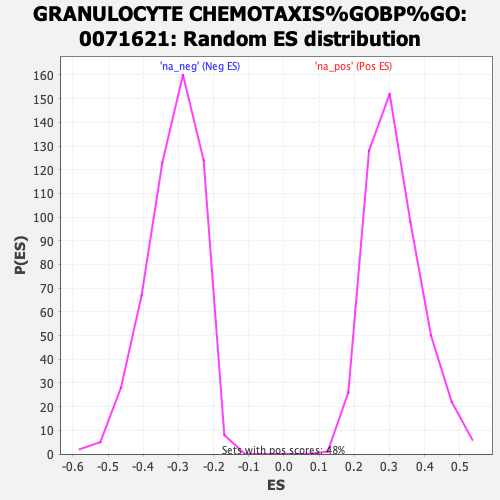 GRANULOCYTE CHEMOTAXIS%GOBP%GO:
0071621: Random ES distribution
'na_neg' (Neg ES) 'na_pos' (Pos ES)
160
150
140
130
120
110
100
90
80
70
60
50
40
30
20
10
0
P(ES)
Sets with pos scores: 48%
-0.6 -0.5 -0.4 -0.3 -0.2 -0.1 0.0 0.1 0.2 0.3 0.4 0.5
ES